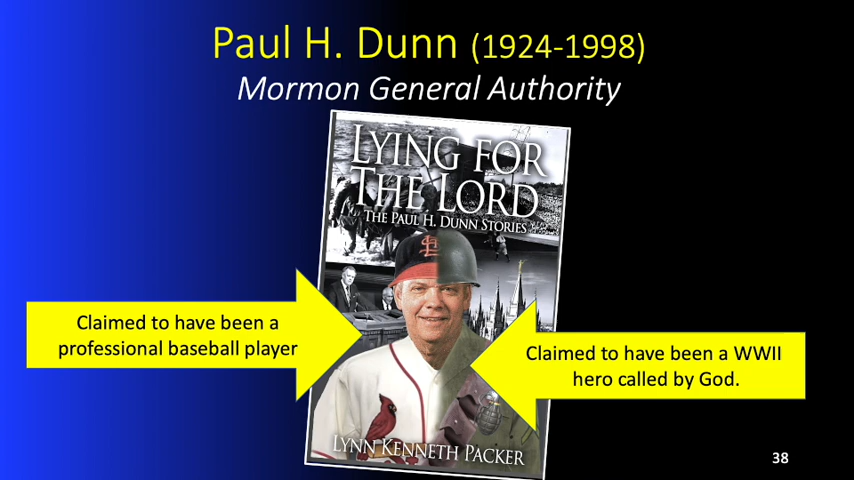 Paul H. Dunn (1924-1998)
Mormon General Authority
LYING FOR
THE LORD
THE PAUL H. DUNN STORIES
Claimed to have been a
professional baseball player
Claimed to have been a WWII
hero called by God.
LYNN KENNETH PACKER
38